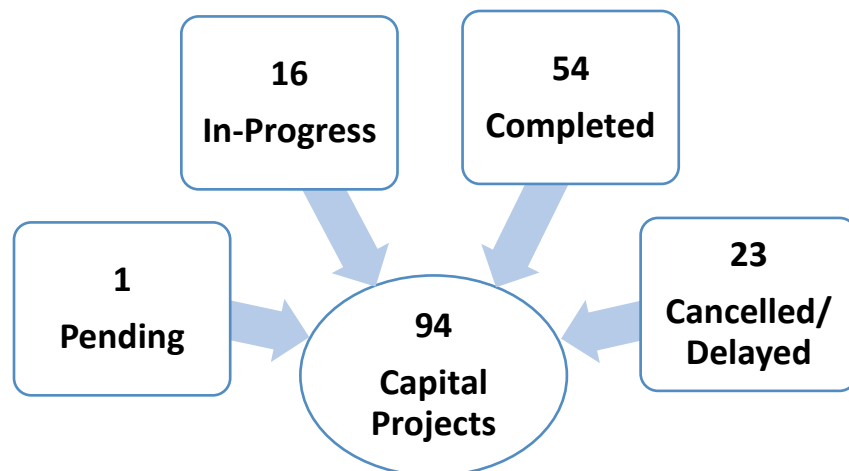 16
In-Progress
54
Completed
1
Pending
23
Cancelled/
Delayed
94
Capital
Projects